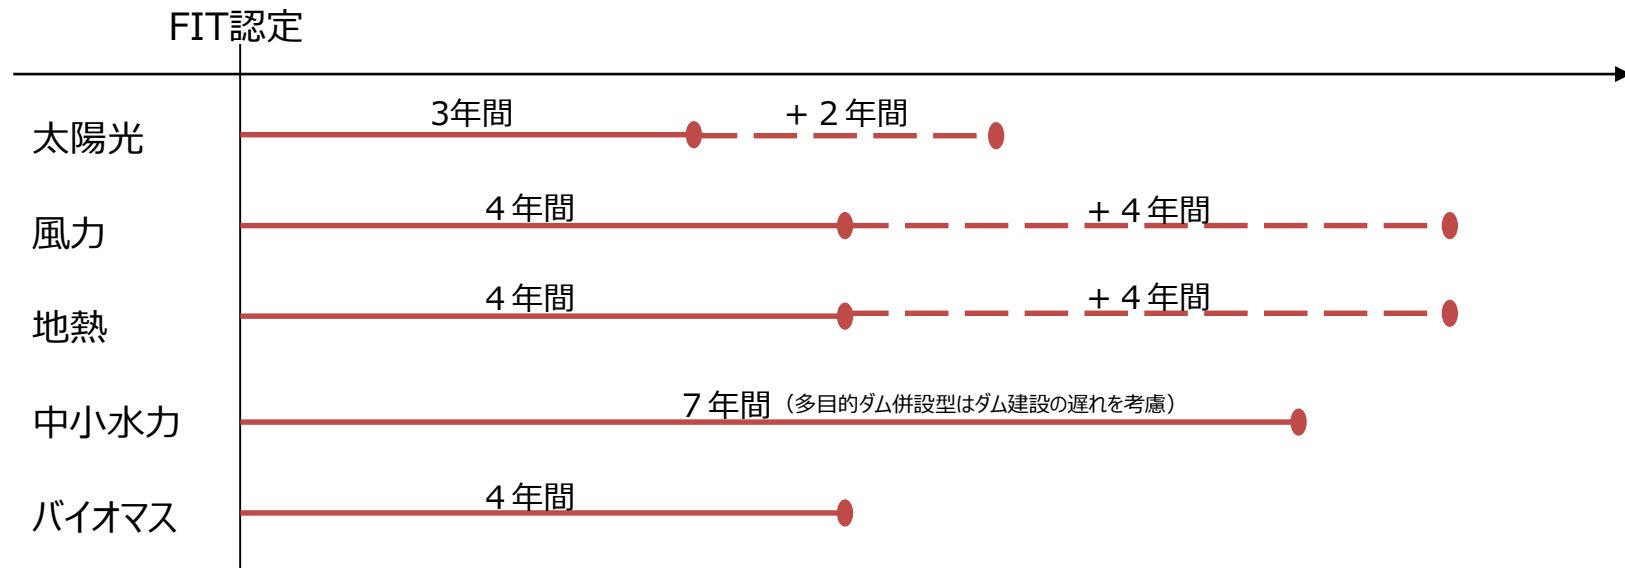 FIT認定
太陽光
3年間
+２年間
風力
４年間
+４年間
地熱
４年間
+４年間
中小水力
７年間（多目的ダム併設型はダム建設の遅れを考慮）
バイオマス
４年間